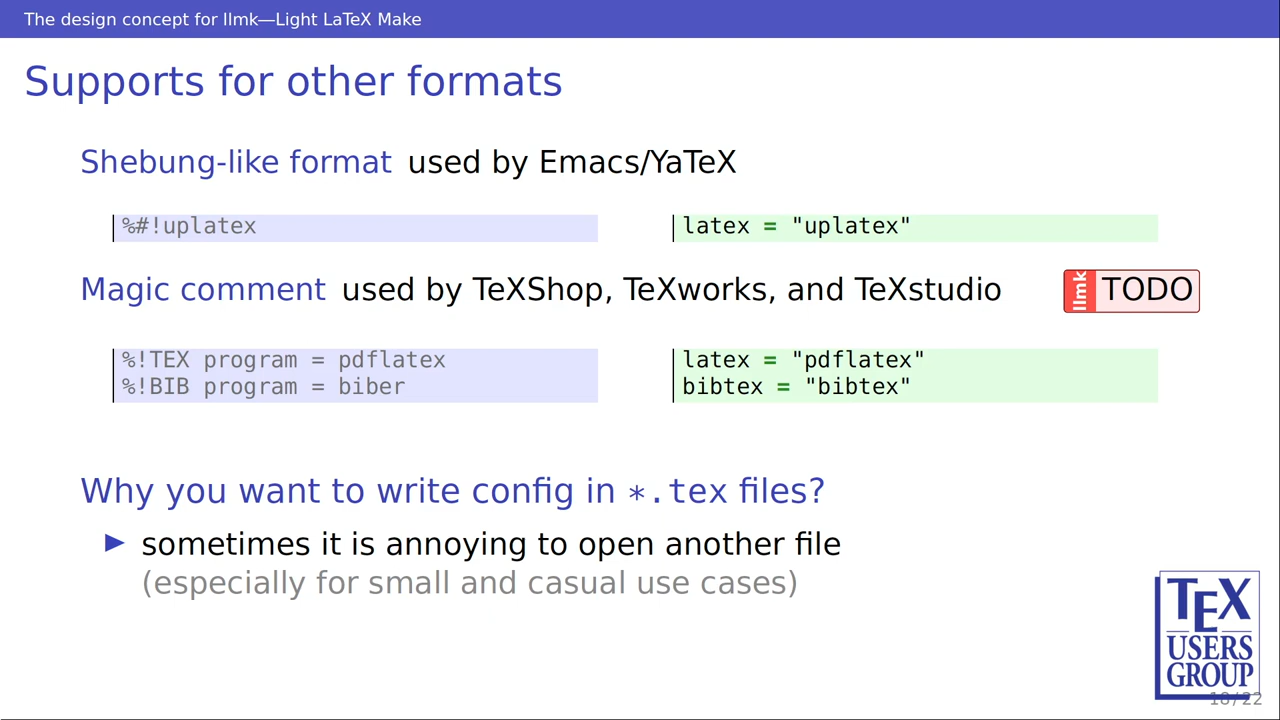 The design concept for llmk—Light LaTeX Make
Supports for other formats
Shebung-like format used by Emacs/YaTeX
%#!uplatex
latex = "uplatex"
Magic comment used by TeXShop, TeXworks, and TeXstudio
llmk TODO
%!TEX program = pdflatex
%!BIB program = biber
latex = "pdflatex"
bibtex = "bibtex"
Why you want to write config in *.tex files?
▶ sometimes it is annoying to open another file
(especially for small and casual use cases)
TEX
USERS
GROUP
18/22